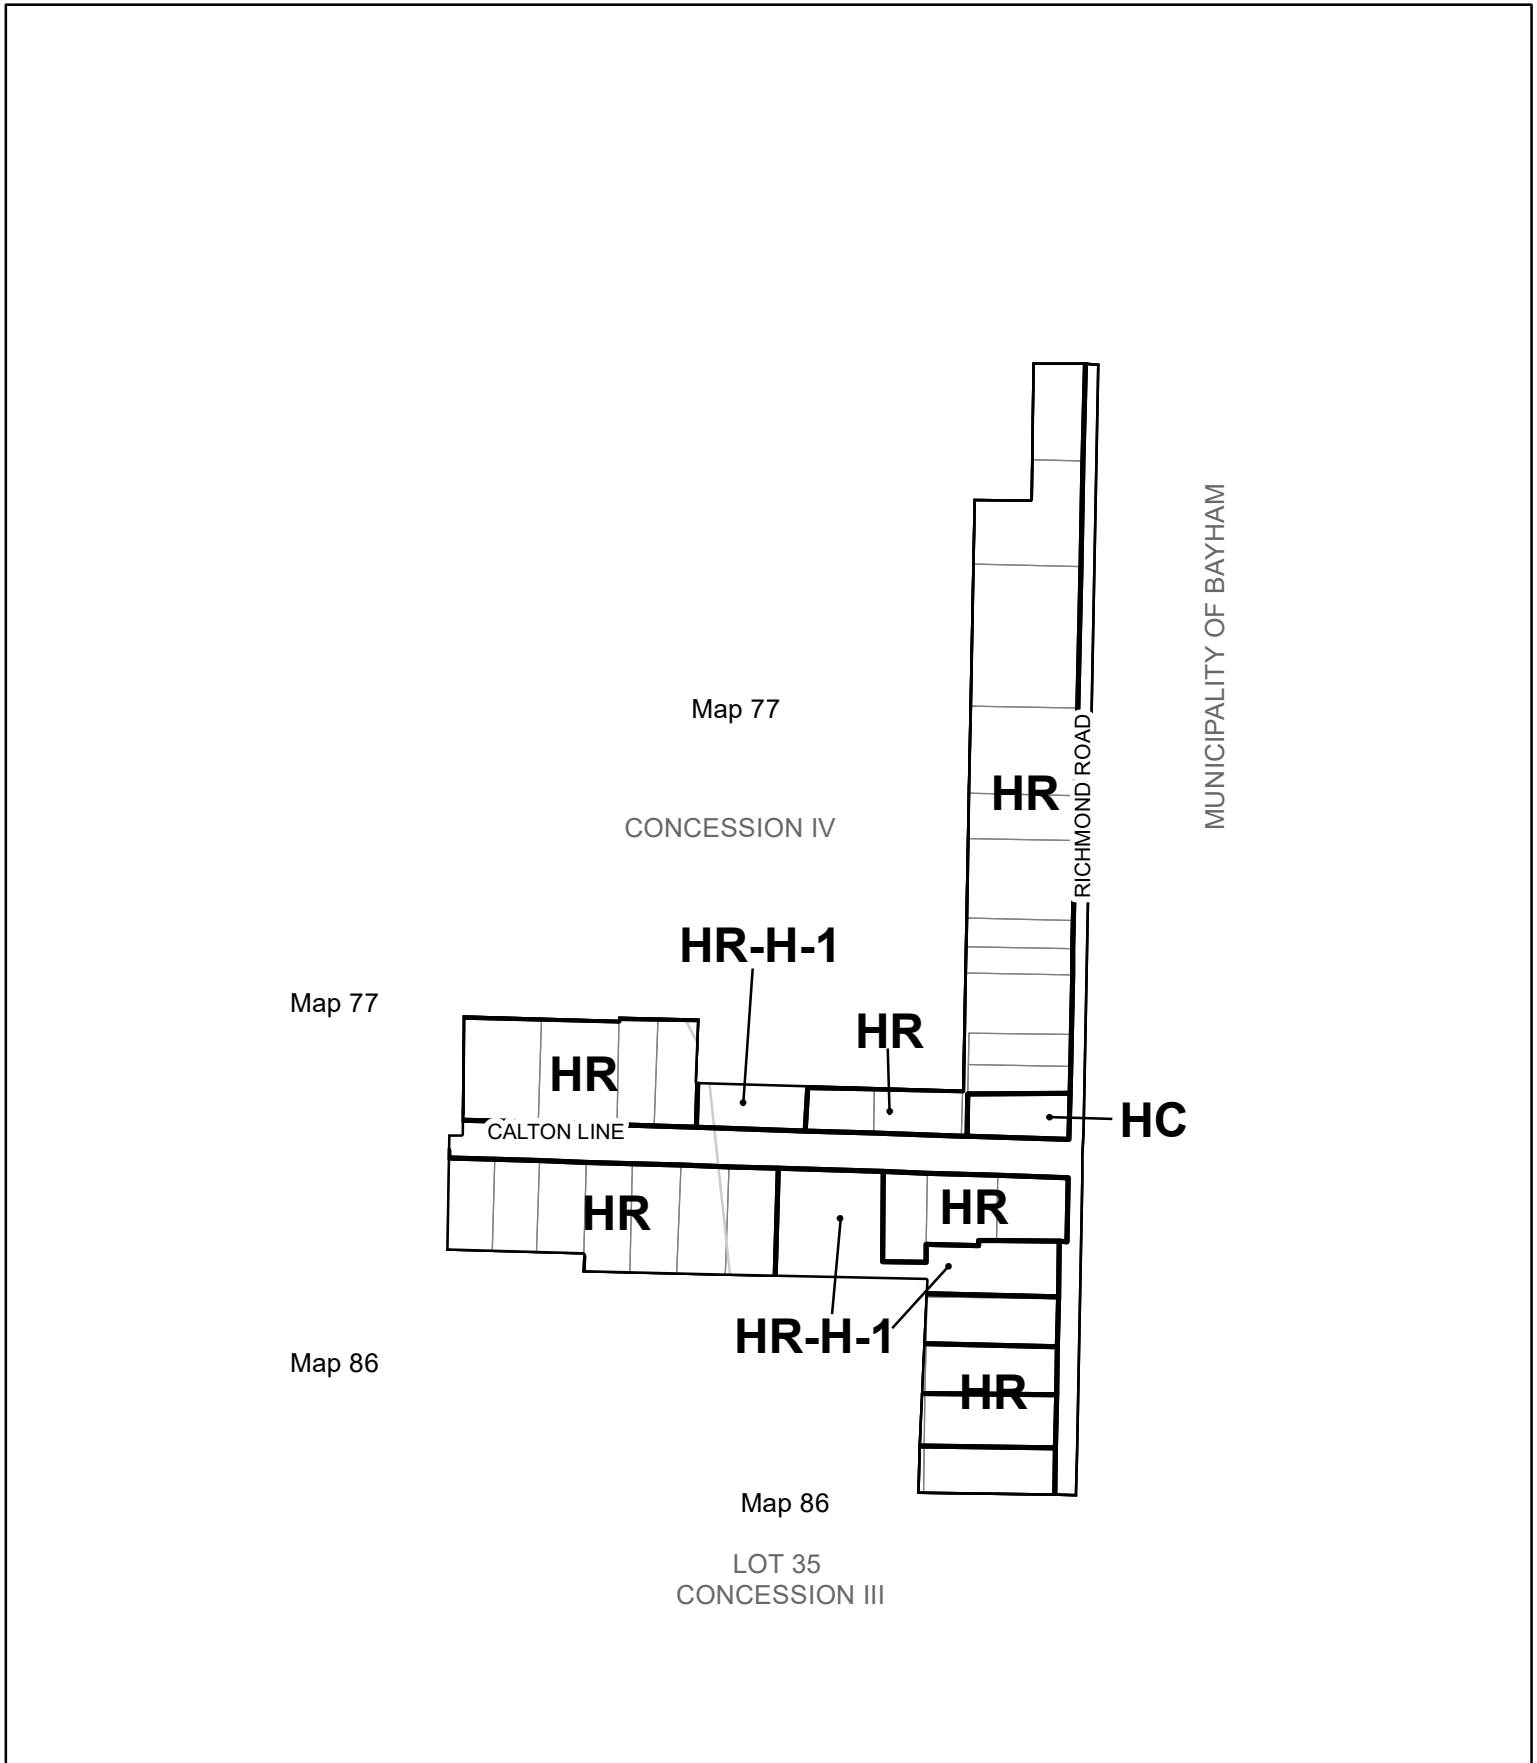 MUNICIPALITY OF BAYHAM
Map 77
RICHMOND ROAD
HR
CONCESSION IV
HR-H-1
Map 77
HR
HR
HC
CALTON LINE
HR
HR
HR-H-1
Map 86
HR
Map 86
LOT 35
CONCESSION III